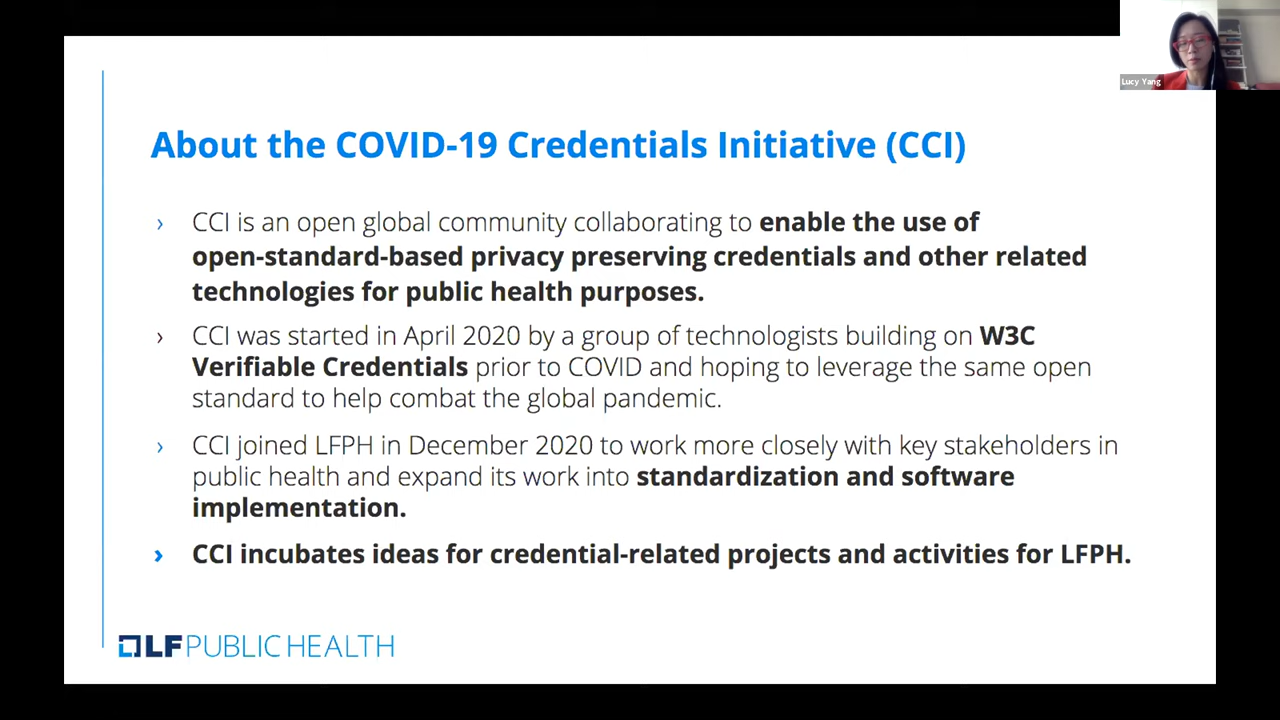 Lucy Yang
About the COVID-19 Credentials Initiative (CCI)
› CCI is an open global community collaborating to enable the use of
open-standard-based privacy preserving credentials and other related
technologies for public health purposes.
› CCI was started in April 2020 by a group of technologists building on W3C
Verifiable Credentials prior to COVID and hoping to leverage the same open
standard to help combat the global pandemic.
› CCI joined LFPH in December 2020 to work more closely with key stakeholders in
public health and expand its work into standardization and software
implementation.
› CCI incubates ideas for credential-related projects and activities for LFPH.
LF PUBLIC HEALTH